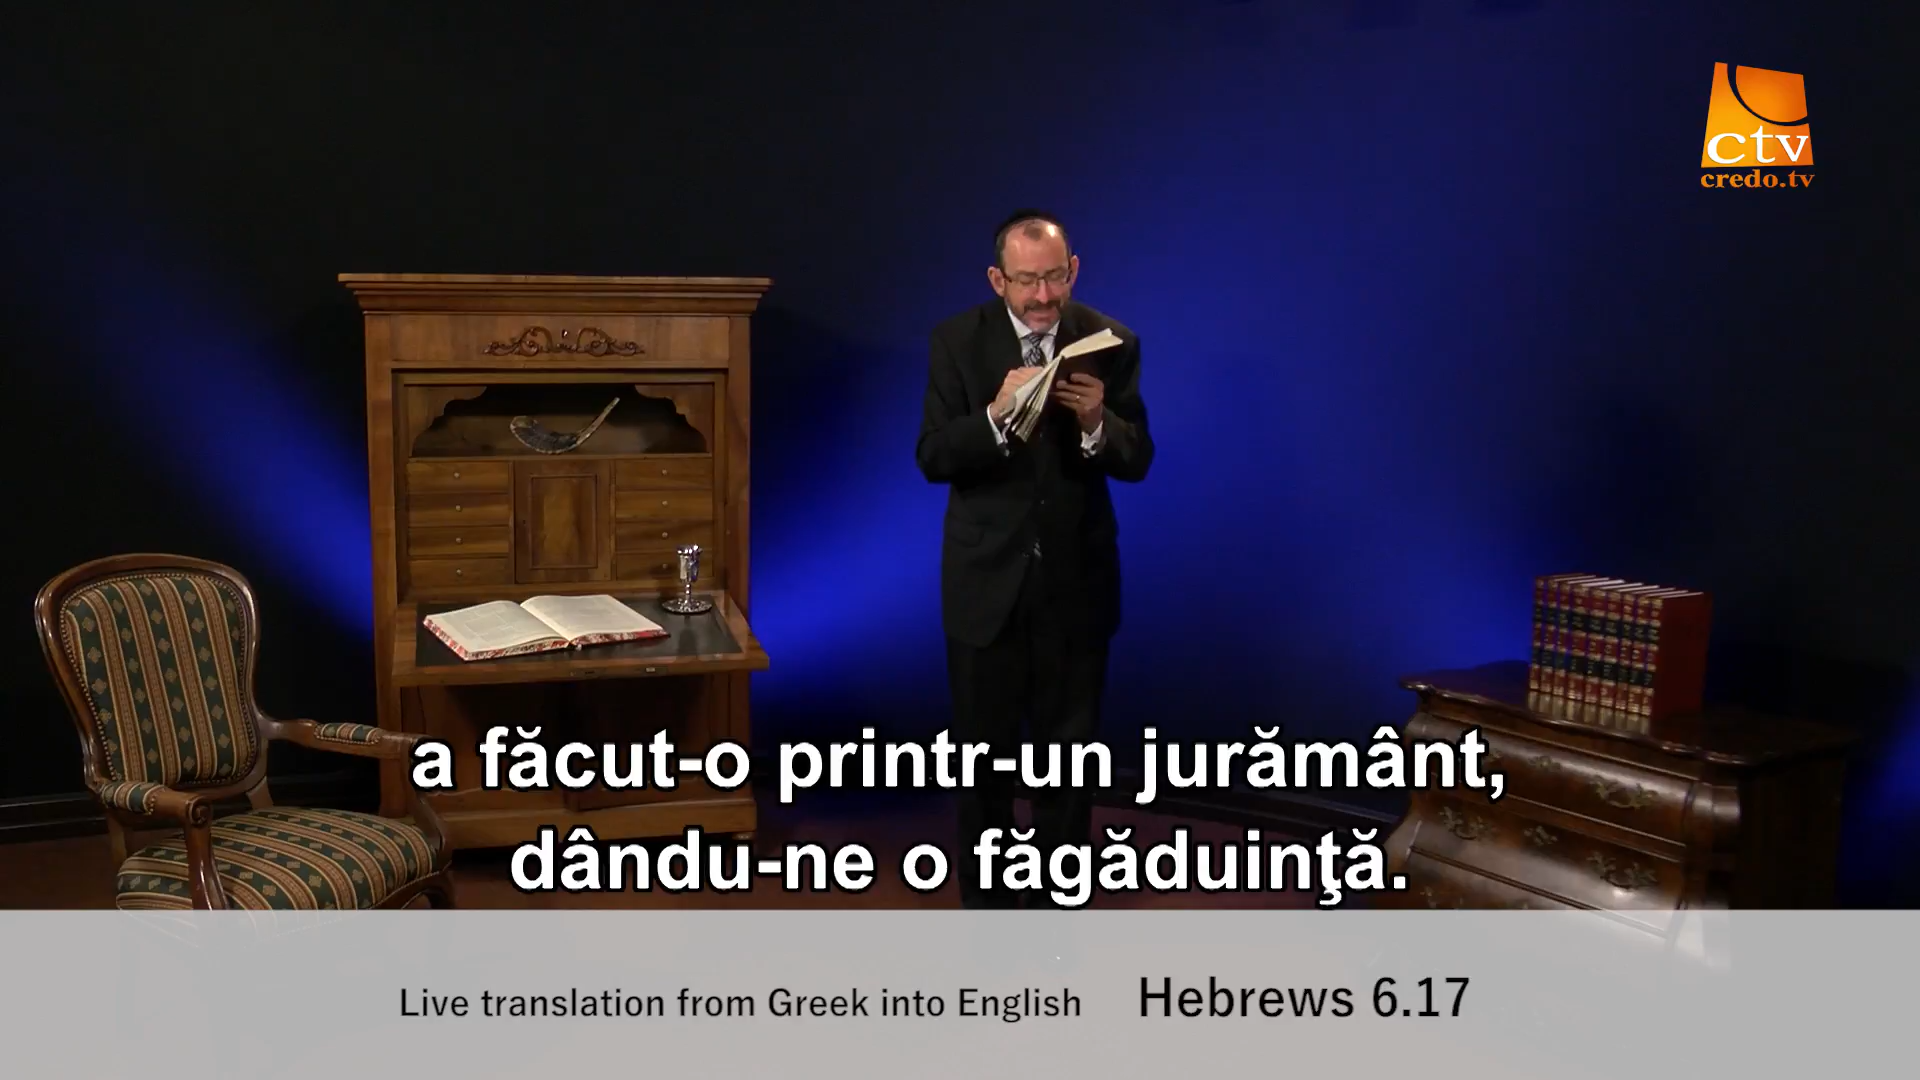 ctv
credo.tv
a făcut-o printr-un jurământ,
dându-ne o făgăduinţă.
Live translation from Greek into English Hebrews 6.17